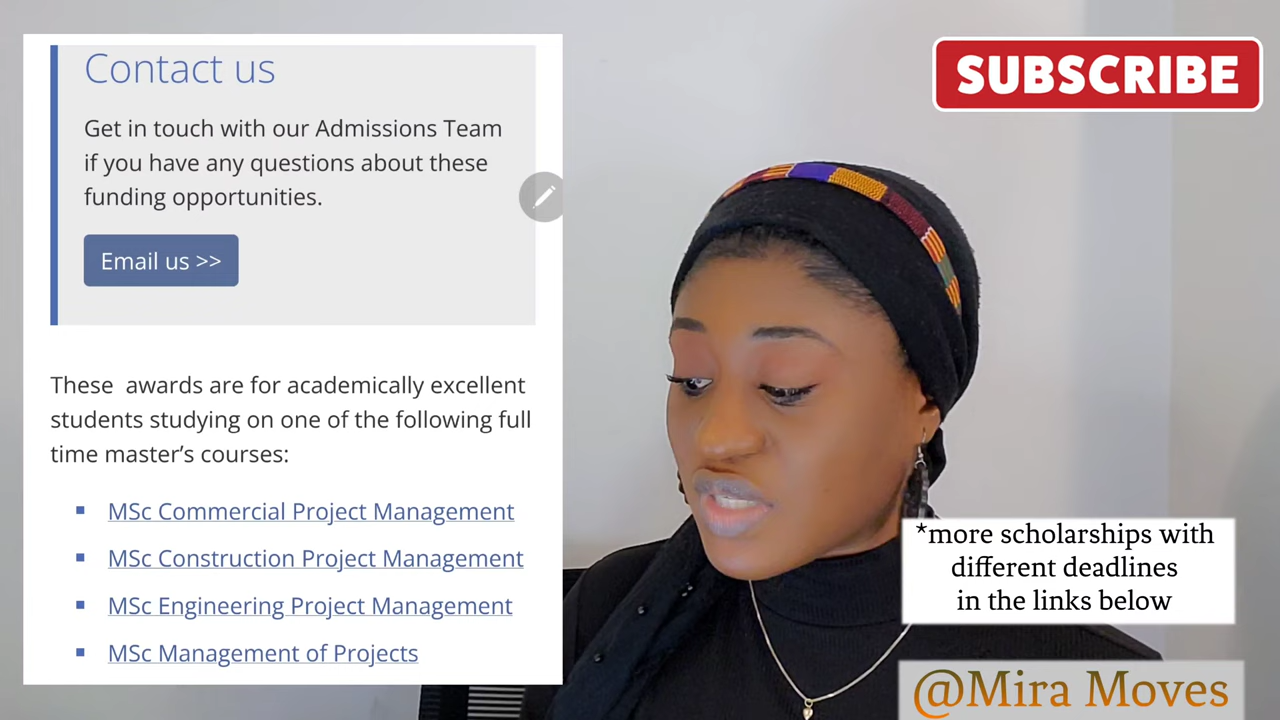 Contact us
Get in touch with our Admissions Team
if you have any questions about these
funding opportunities.
Email us >>
These awards are for academically excellent
students studying on one of the following full
time master's courses:
MSc Commercial Project Management
MSc Construction Project Management
MSc Engineering Project Management
MSc Management of Projects
SUBSCRIBE
*more scholarships with
different deadlines
in the links below
@Mira Moves